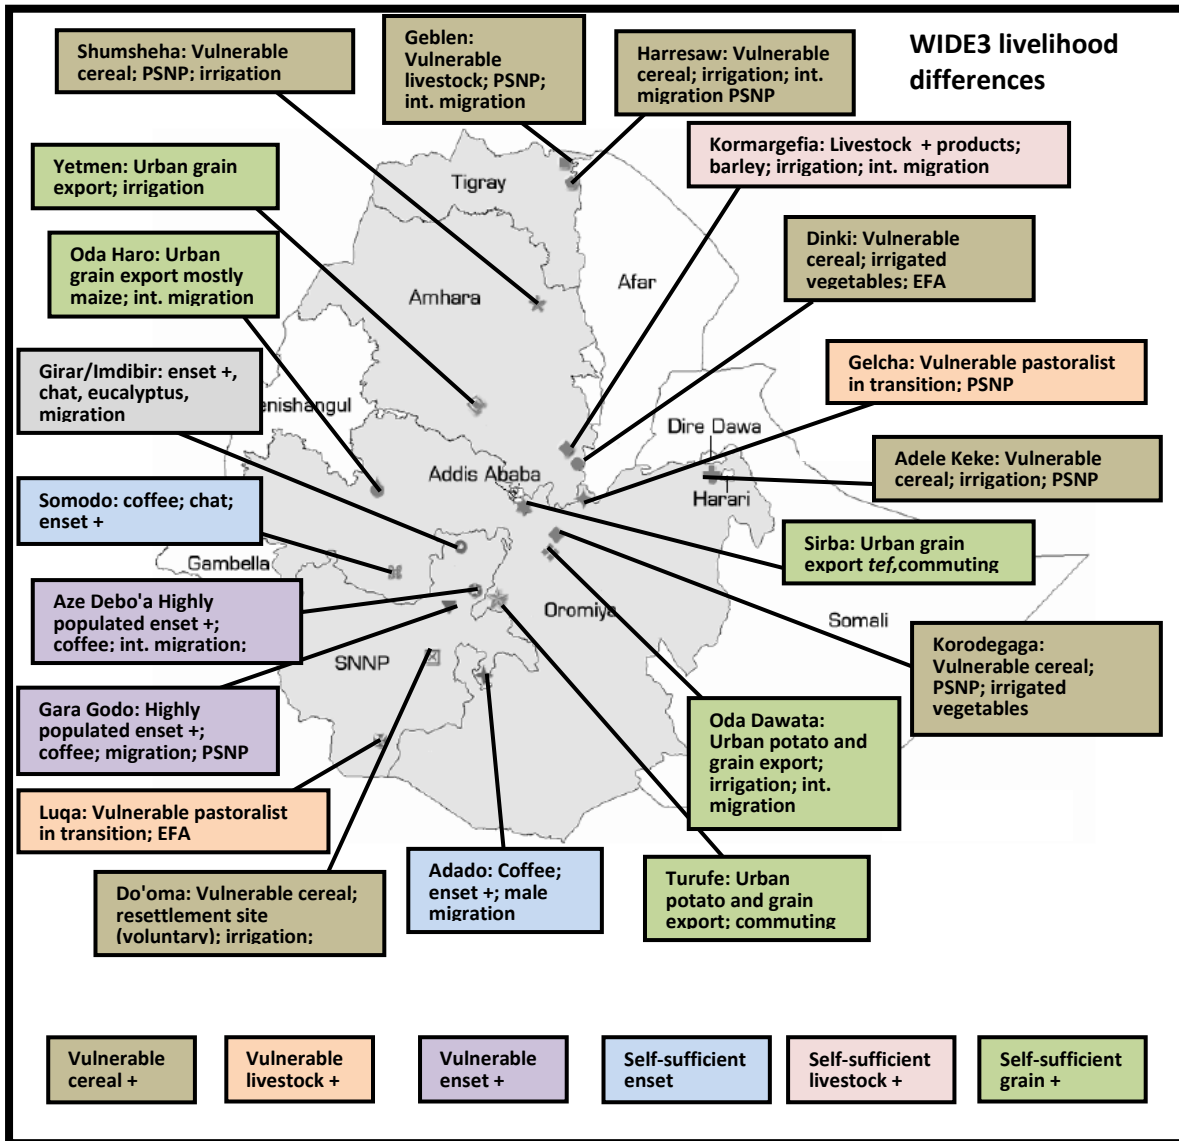 WIDE3 livelihood
differences
Shumsheha: Vulnerable
cereal; PSNP; irrigation
Geblen:
Vulnerable
livestock; PSNP;
int. migration
Harresaw: Vulnerable
cereal; irrigation; int.
migration PSNP
Kormargefia: Livestock + products;
barley; irrigation; int. migration
Yetmen: Urban grain
export; irrigation
Tigray
Dinki: Vulnerable
cereal; irrigated
vegetables; EFA
Oda Haro: Urban
grain export mostly
maize; int. migration
Amhara
Afar
Girar/Imdibir: enset +,
chat, eucalyptus,
migration
enishangul
Gelcha: Vulnerable pastoralist
in transition; PSNP
Dire Dawa
Addis Ababa
Harari
Adele Keke: Vulnerable
cereal; irrigation; PSNP
Somodo: coffee; chat;
enset +
Gambella
Sirba: Urban grain
export tef,commuting
Aze Debo'a Highly
populated enset +;
coffee; int. migration;
Oromiya
Somali
SNNP
Korodegaga:
Vulnerable cereal;
PSNP; irrigated
vegetables
Gara Godo: Highly
populated enset +;
coffee; migration; PSNP
Oda Dawata:
Urban potato and
grain export;
irrigation; int.
migration
Luqa: Vulnerable pastoralist
in transition; EFA
Do'oma: Vulnerable cereal;
resettlement site
(voluntary); irrigation;
Adado: Coffee;
enset +; male
migration
Turufe: Urban
potato and grain
export; commuting
Vulnerable
cereal +
Vulnerable
livestock +
Vulnerable
enset +
Self-sufficient
enset
Self-sufficient
livestock +
Self-sufficient
grain +